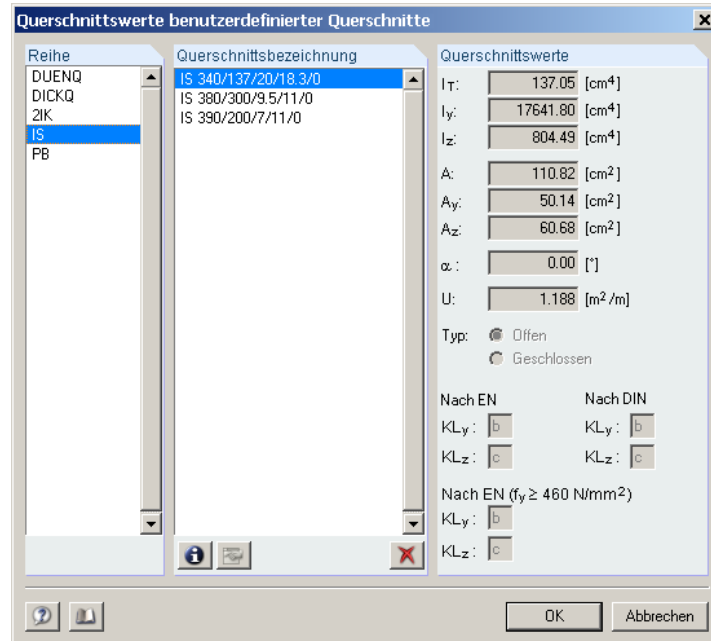 Querschnittswerte benutzerdefinierter Querschnitte
Reihe
DUENQ
DICKQ
2IK
IS
PB
Querschnittsbezeichnung
IS 340/137/20/18.3/0
IS 380/300/9.5/11/0
IS 390/200/7/11/0
Querschnittswerte
IT: 137.05 [cm4]
Iy: 17641.80 [cm4]
Iz: 804.49 [cm4]
A: 110.82 [cm2]
Ay: 50.14 [cm2]
Az: 60.68 [cm2]
α : 0.00 [°]
U: 1.188 [m2/m]
Typ: Offen
Geschlossen
Nach EN Nach DIN
KLy : b KLy : b
KLz : c KLz : c
Nach EN (fy ≥ 460 N/mm2)
KLy : b
KLz : c
OK Abbrechen